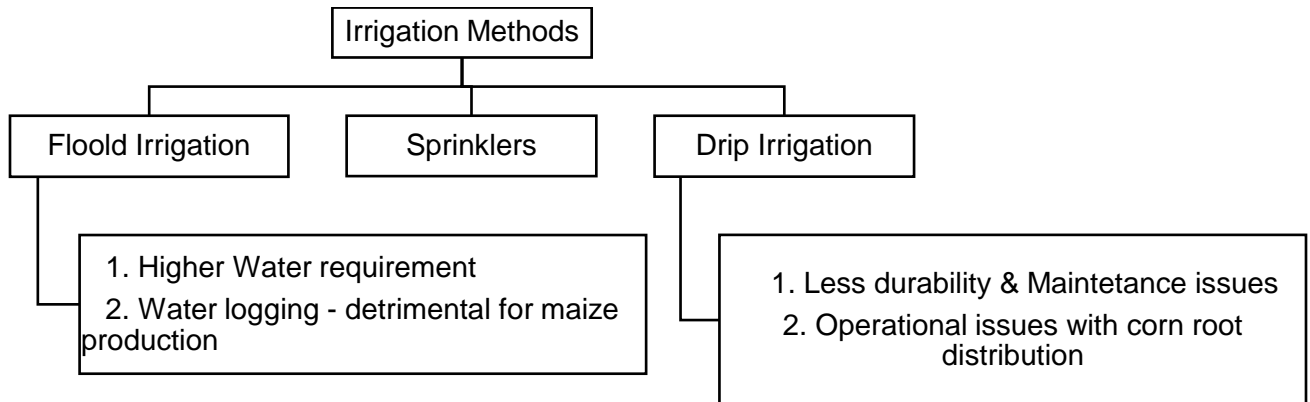 Irrigation Methods
Floold Irrigation
Sprinklers
Drip Irrigation
1. Higher Water requirement
2. Water logging - detrimental for maize
production
1. Less durability & Maintetance issues
2. Operational issues with corn root
distribution